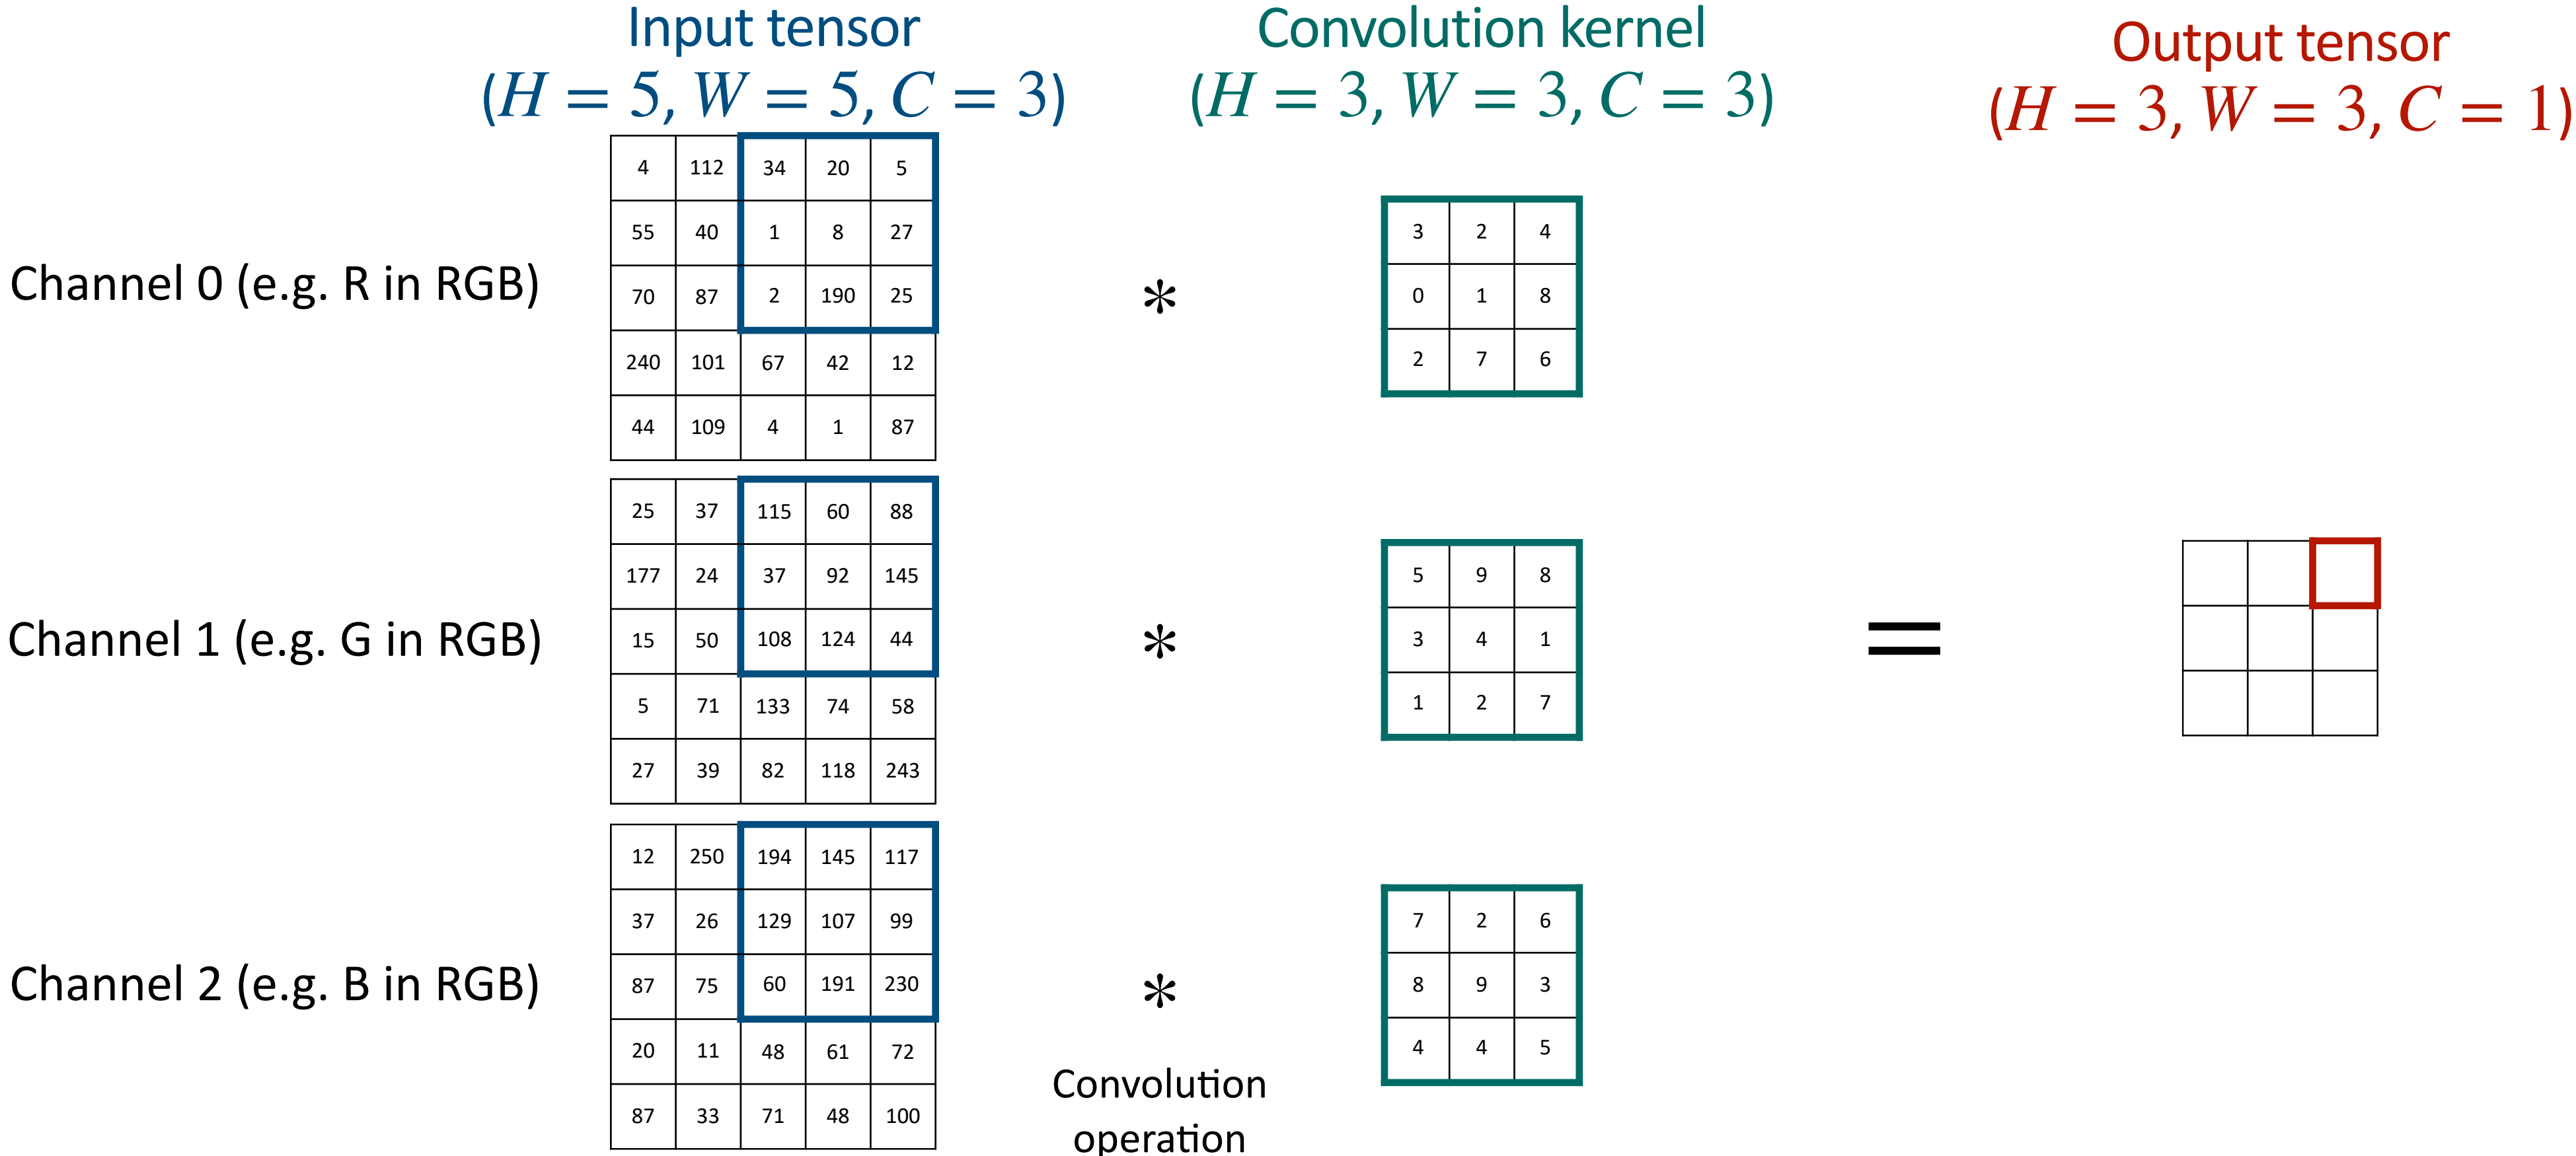 Input tensor
(H = 5, W = 5, C = 3)
Convolution kernel
(H = 3, W = 3, C = 3)
Output tensor
(H = 3, W = 3, C = 1)
Channel 0 (e.g. R in RGB)
4 112 34 20 5
55 40 1 8 27
70 87 2 190 25
240 101 67 42 12
44 109 4 1 87
*
3 2 4
0 1 8
2 7 6
Channel 1 (e.g. G in RGB)
25 37 115 60 88
177 24 37 92 145
15 50 108 124 44
5 71 133 74 58
27 39 82 118 243
*
5 9 8
3 4 1
1 2 7
=
Channel 2 (e.g. B in RGB)
12 250 194 145 117
37 26 129 107 99
87 75 60 191 230
20 11 48 61 72
87 33 71 48 100
*
Convolution
operation
7 2 6
8 9 3
4 4 5